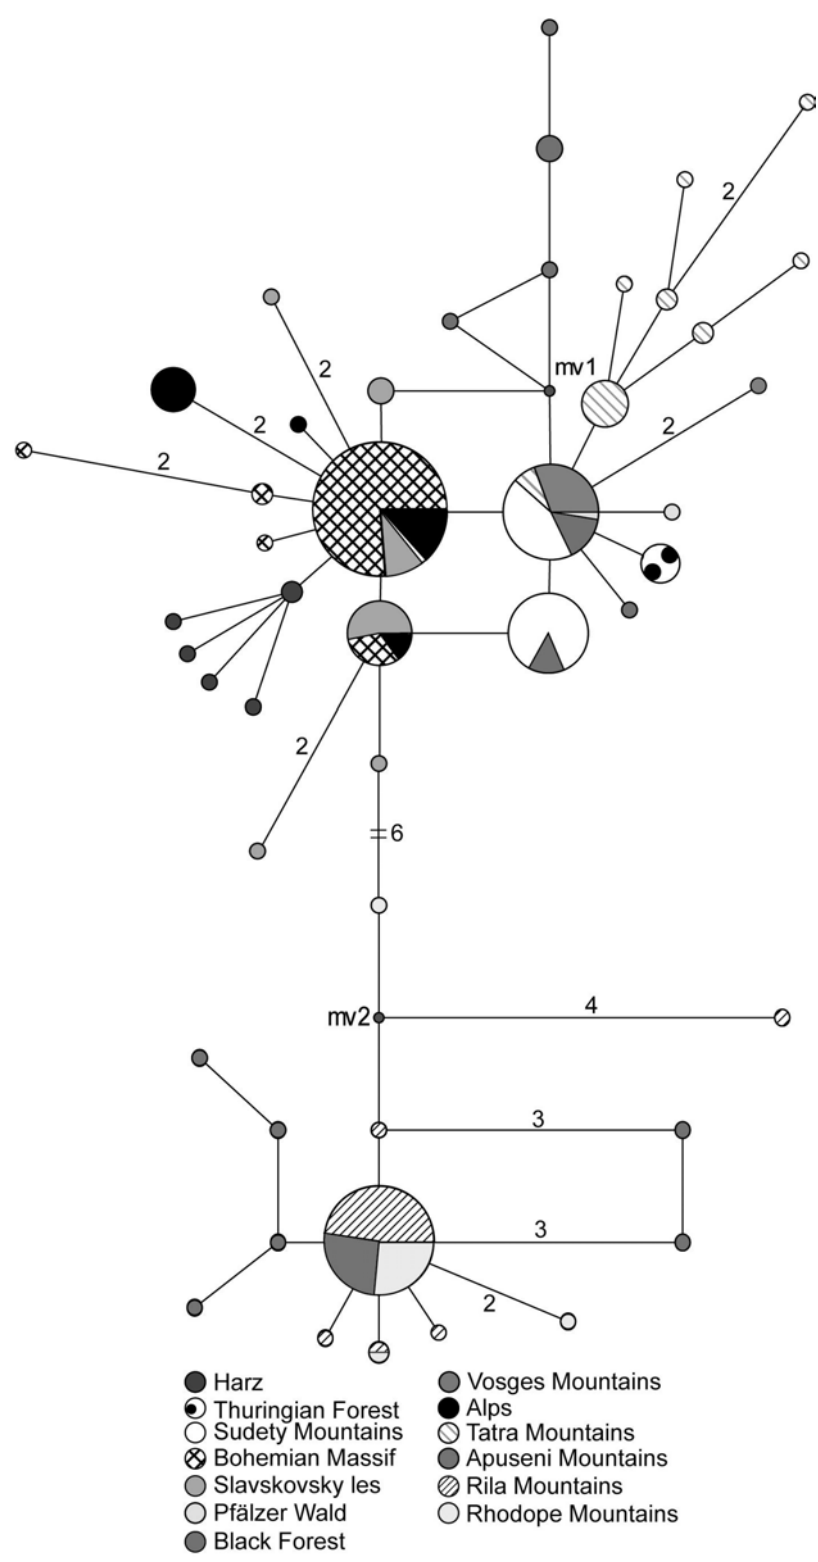 2
mv1
2
2
2
2
2
6
mv2
4
3
3
2
Harz
Thuringian Forest
Sudety Mountains
Bohemian Massif
Slavskovsky les
Pfälzer Wald
Black Forest
Vosges Mountains
Alps
Tatra Mountains
Apuseni Mountains
Rila Mountains
Rhodope Mountains